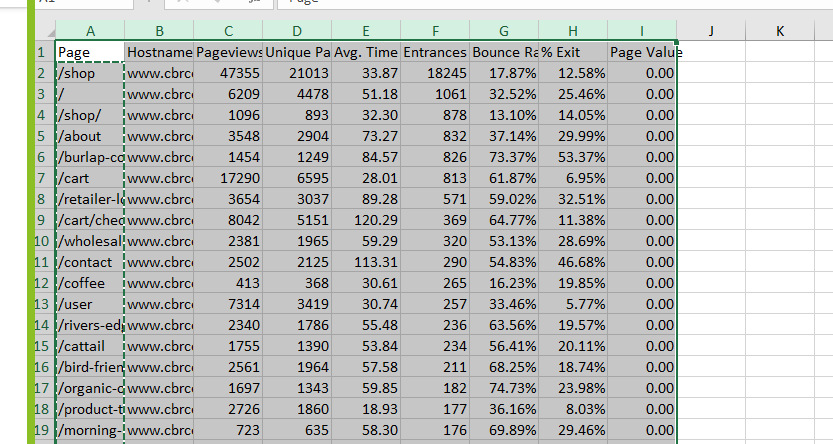 A B C D E F G H I J K
1 Page Hostname Pageviews Unique Pa Avg. Time Entrances Bounce Ra % Exit Page Value
2 /shop www.cbrc 47355 21013 33.87 18245 17.87% 12.58% 0.00
3 / www.cbrc 6209 4478 51.18 1061 32.52% 25.46% 0.00
4 /shop/ www.cbrc 1096 893 32.30 878 13.10% 14.05% 0.00
5 /about www.cbrc 3548 2904 73.27 832 37.14% 29.99% 0.00
6 /burlap-co www.cbrc 1454 1249 84.57 826 73.37% 53.37% 0.00
7 /cart www.cbrc 17290 6595 28.01 813 61.87% 6.95% 0.00
8 /retailer-lo www.cbrc 3654 3037 89.28 571 59.02% 32.51% 0.00
9 /cart/chec www.cbrc 8042 5151 120.29 369 64.77% 11.38% 0.00
10 /wholesal www.cbrc 2381 1965 59.29 320 53.13% 28.69% 0.00
11 /contact www.cbrc 2502 2125 113.31 290 54.83% 46.68% 0.00
12 /coffee www.cbrc 413 368 30.61 265 16.23% 19.85% 0.00
13 /user www.cbrc 7314 3419 30.74 257 33.46% 5.77% 0.00
14 /rivers-ed www.cbrc 2340 1786 55.48 236 63.56% 19.57% 0.00
15 /cattail www.cbrc 1755 1390 53.84 234 56.41% 20.11% 0.00
16 /bird-frien www.cbrc 2561 1964 57.58 211 68.25% 18.74% 0.00
17 /organic-c www.cbrc 1697 1343 59.85 182 74.73% 23.98% 0.00
18 /product-t www.cbrc 2726 1860 18.93 177 36.16% 8.03% 0.00
19 /morning- www.cbrc 723 635 58.30 176 69.89% 29.46% 0.00